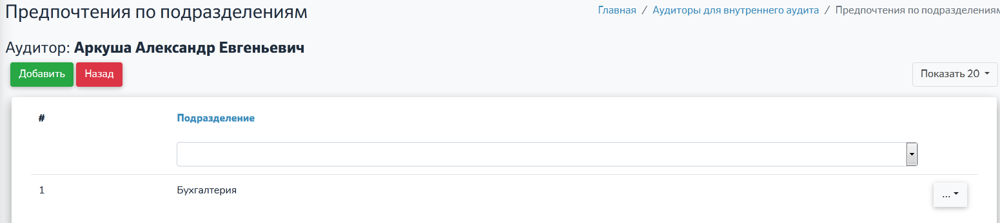 Предпочтения по подразделениям
Главная / Аудиторы для внутреннего аудита / Предпочтения по подразделениям
Аудитор: Аркуша Александр Евгеньевич
Добавить Назад Показать 20
# Подразделение
1 Бухгалтерия ...